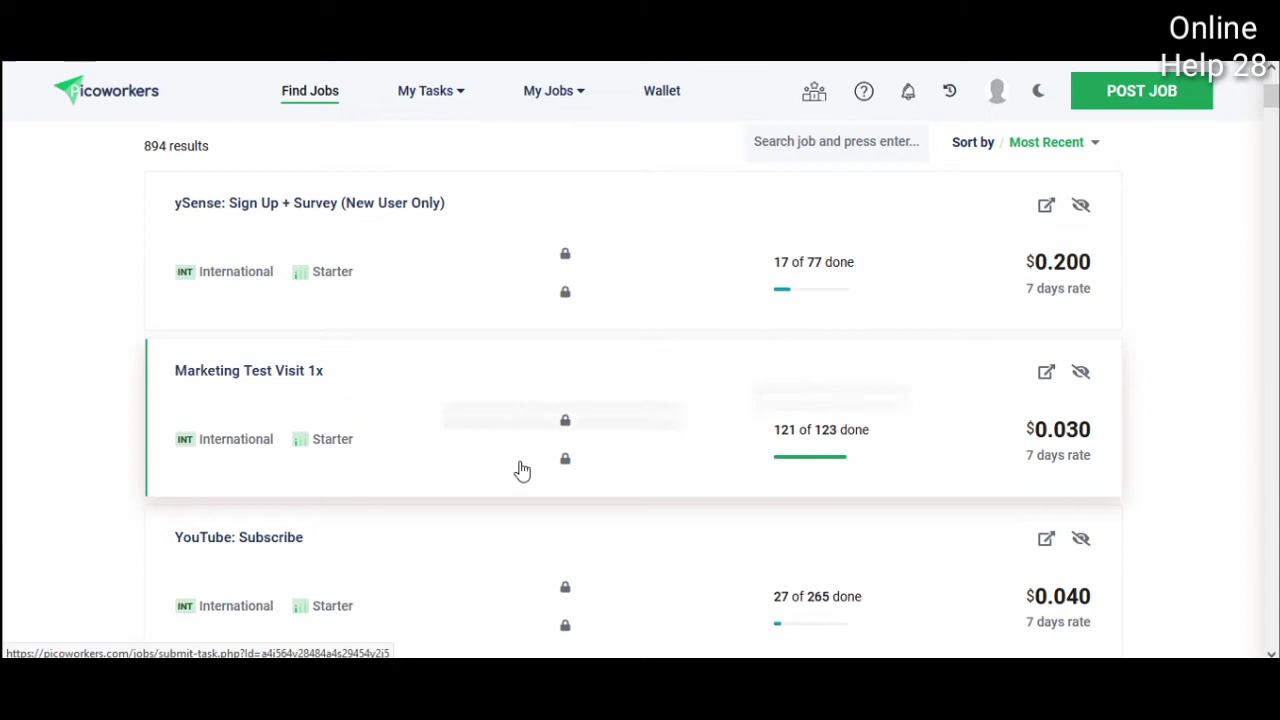 Online
Help 28
Picoworkers
Find Jobs
My Tasks
My Jobs
Wallet
POST JOB
894 results
Search job and press enter...
Sort by / Most Recent
ySense: Sign Up + Survey (New User Only)
INT International
Starter
17 of 77 done
$0.200
7 days rate
Marketing Test Visit 1x
INT International
Starter
121 of 123 done
$0.030
7 days rate
YouTube: Subscribe
INT International
Starter
27 of 265 done
$0.040
7 days rate
https://picoworkers.com/jobs/submit-task.php?Id=a4j564v28484a4s29454v2j5